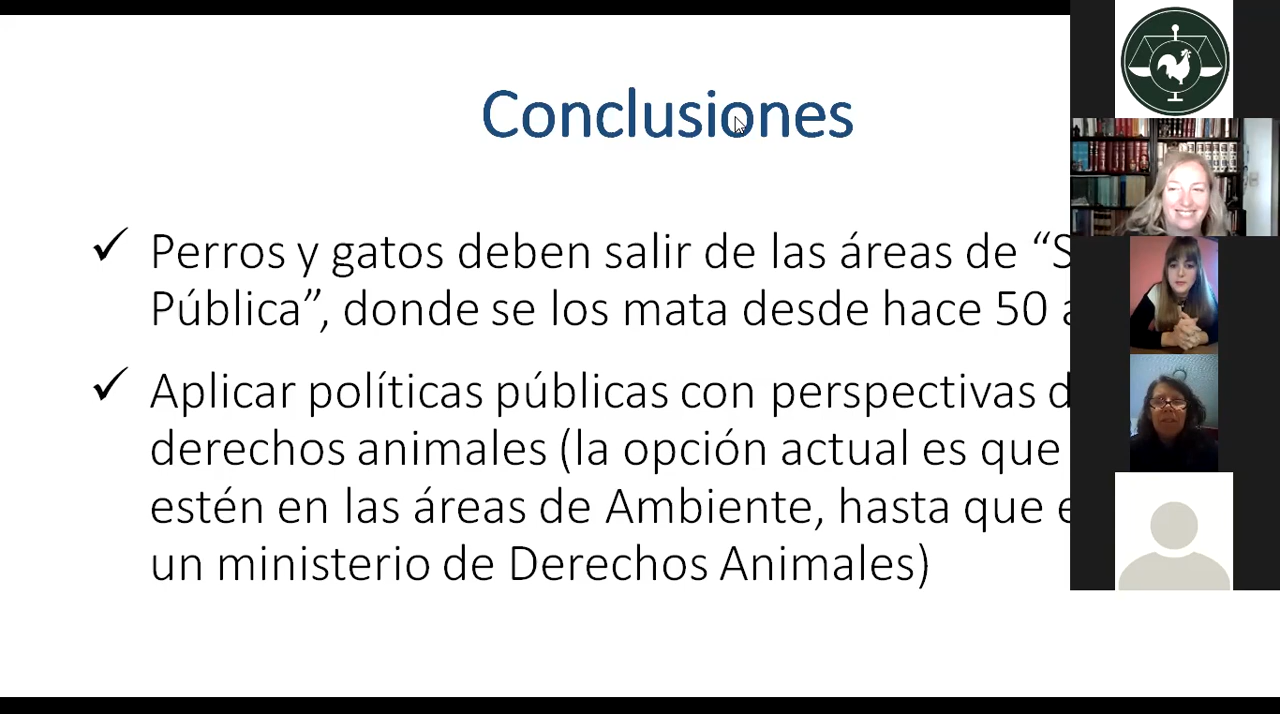 Conclusiones
Perros y gatos deben salir de las áreas de “
Pública”, donde se los mata desde hace 50
Aplicar políticas públicas con perspectivas
derechos animales (la opción actual es que
estén en las áreas de Ambiente, hasta que
un ministerio de Derechos Animales)